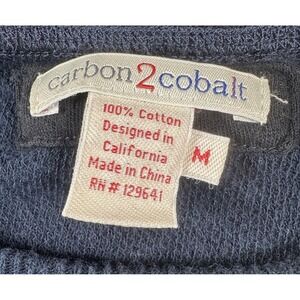 carbon2cobalt
100% Cotton
Designed in
California
Made in China
RN# 129641
M